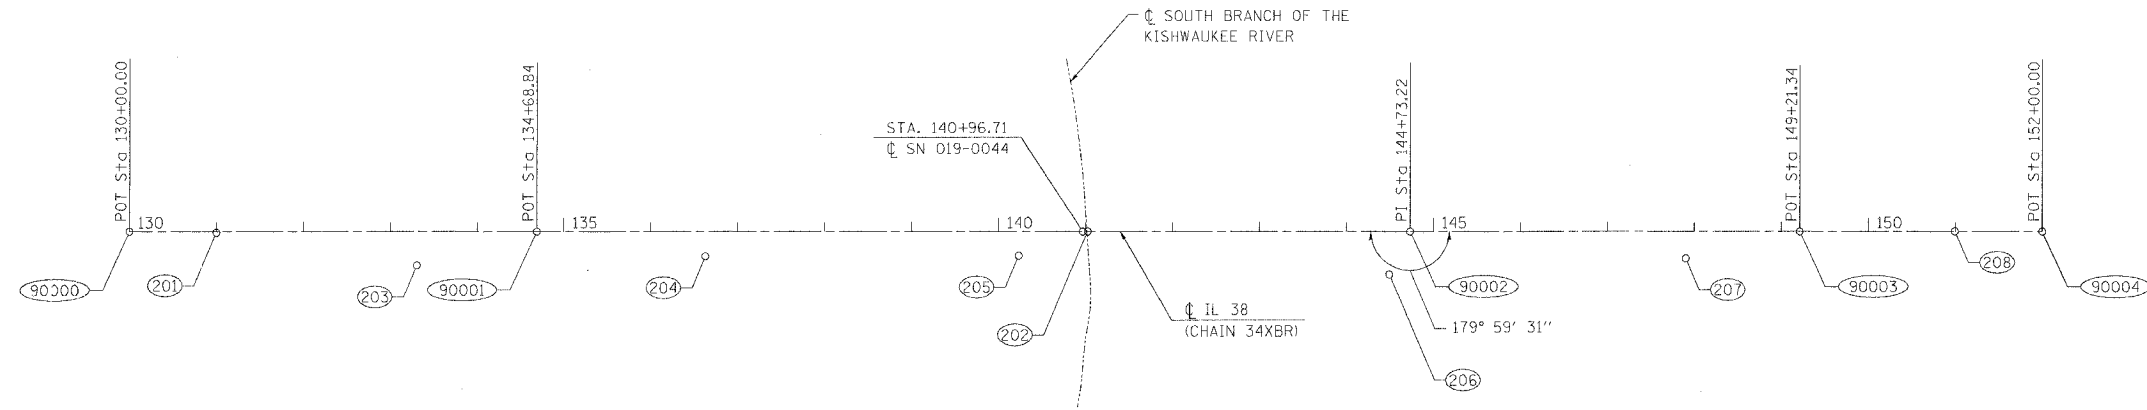 ℄ SOUTH BRANCH OF THE
KISHWAUKEE RIVER
POT Sta 130+00.00
POT Sta 134+68.84
STA. 140+96.71
℄ SN 019-0044
PI Sta 144+73.22
POT Sta 149+21.34
POT Sta 152+00.00
130
135
140
145
150
90000
201
203
90001
204
205
202
℄ IL 38
(CHAIN 34XBR)
90002
179° 59' 31"
206
207
90003
208
90004